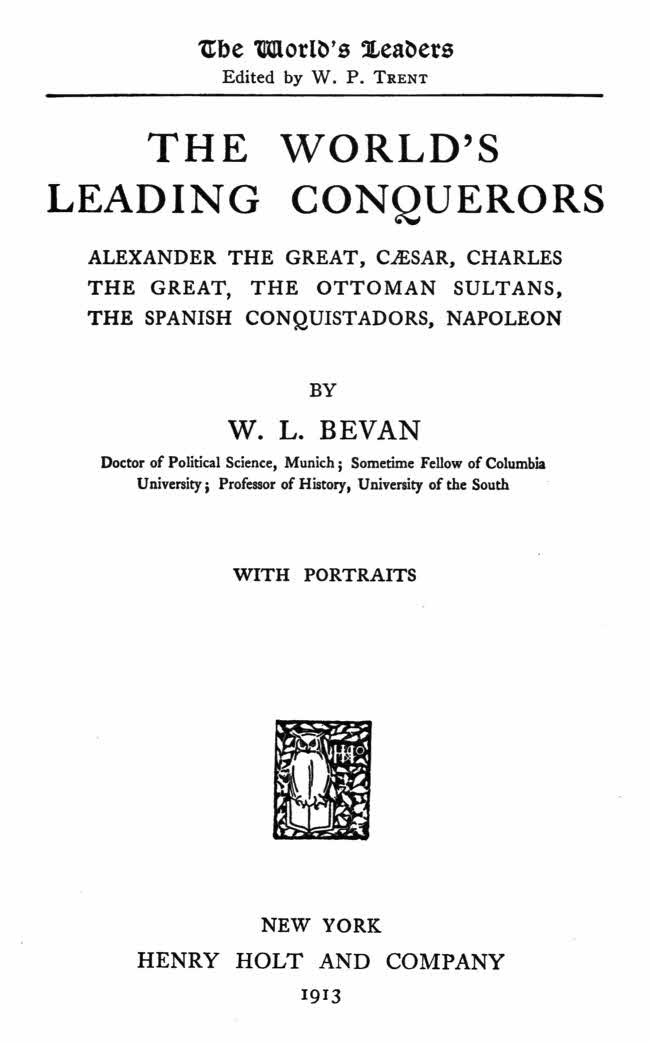 The World's Leaders
Edited by W. P. TRENT
THE WORLD'S
LEADING CONQUERORS
ALEXANDER THE GREAT, CÆSAR, CHARLES
THE GREAT, THE OTTOMAN SULTANS,
THE SPANISH CONQUISTADORS, NAPOLEON
BY
W. L. BEVAN
Doctor of Political Science, Munich; Sometime Fellow of Columbia
University; Professor of History, University of the South
WITH PORTRAITS
NEW YORK
HENRY HOLT AND COMPANY
1913